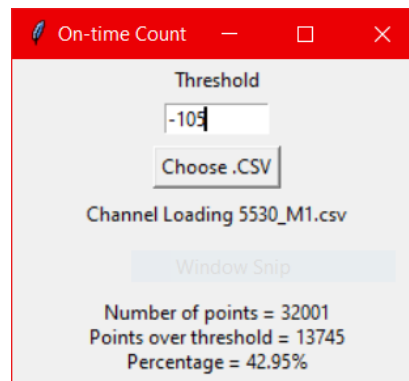 On-time Count
Threshold
-105
Choose .CSV
Channel Loading 5530_M1.csv
Window Snip
Number of points = 32001
Points over threshold = 13745
Percentage = 42.95%